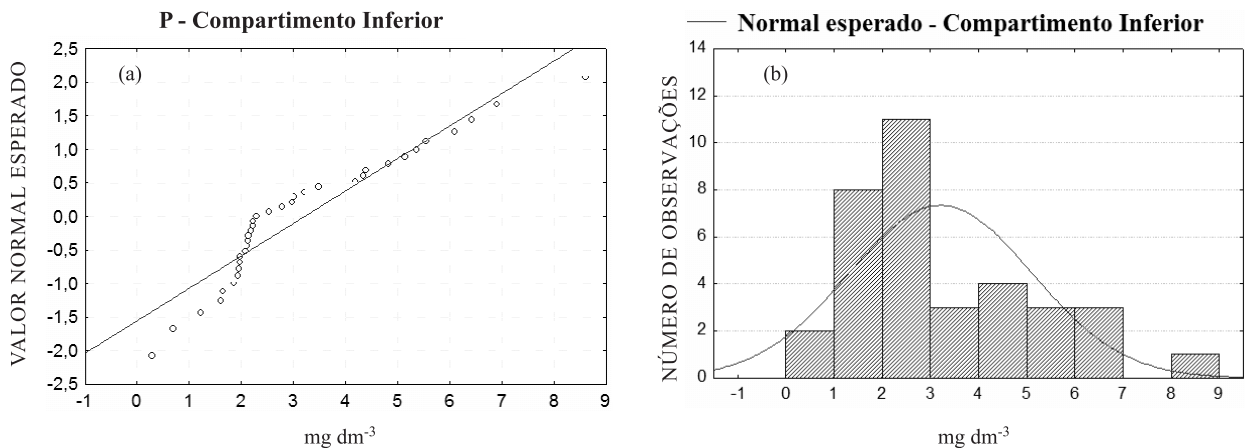 P - Compartimento Inferior
(a)
VALOR NORMAL ESPERADO
2,5
2,0
1,5
1,0
0,5
0,0
-0,5
-1,0
-1,5
-2,0
-2,5
-1 0 1 2 3 4 5 6 7 8 9
mg dm-3
Normal esperado - Compartimento Inferior
(b)
NÚMERO DE OBSERVAÇÕES
14
12
10
8
6
4
2
0
-1 0 1 2 3 4 5 6 7 8 9
mg dm-3